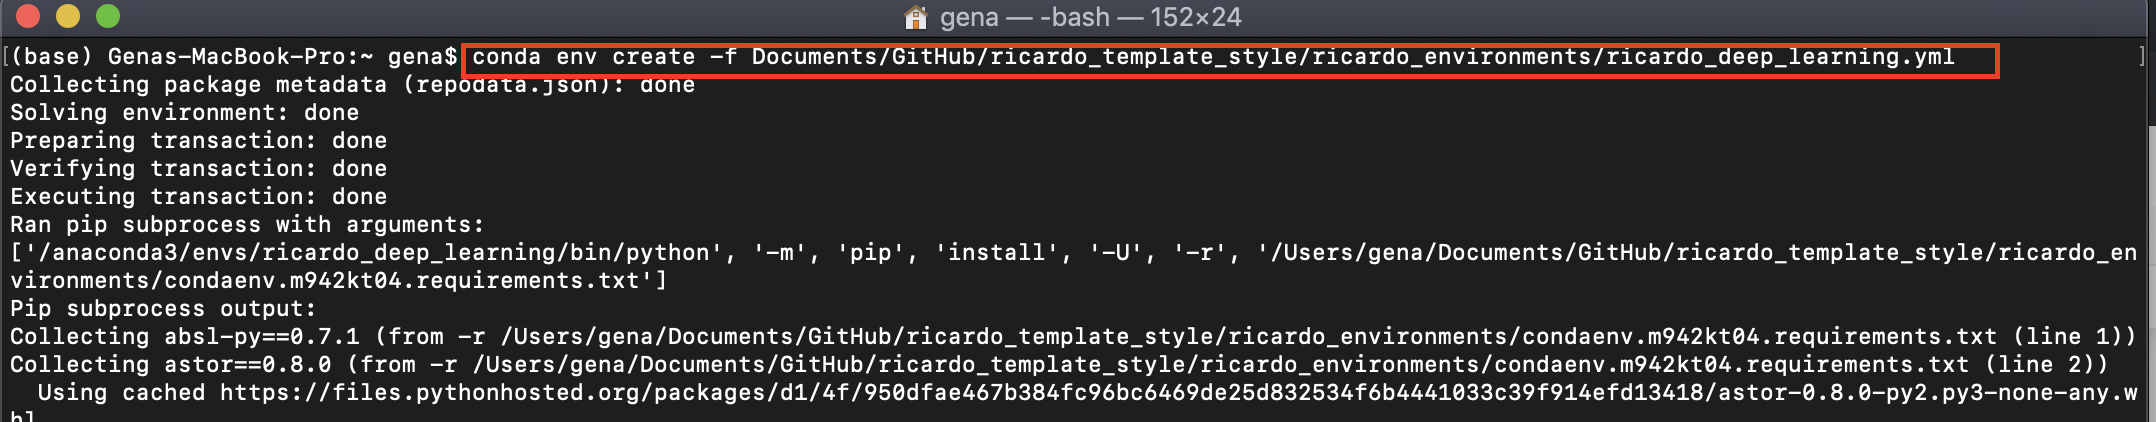 gena — -bash — 152×24
[(base) Genas-MacBook-Pro:~ gena$ conda env create -f Documents/GitHub/ricardo_template_style/ricardo_environments/ricardo_deep_learning.yml ]
Collecting package metadata (repodata.json): done
Solving environment: done
Preparing transaction: done
Verifying transaction: done
Executing transaction: done
Ran pip subprocess with arguments:
['/anaconda3/envs/ricardo_deep_learning/bin/python', '-m', 'pip', 'install', '-U', '-r', '/Users/gena/Documents/GitHub/ricardo_template_style/ricardo_en
vironments/condaenv.m942kt04.requirements.txt']
Pip subprocess output:
Collecting absl-py==0.7.1 (from -r /Users/gena/Documents/GitHub/ricardo_template_style/ricardo_environments/condaenv.m942kt04.requirements.txt (line 1))
Collecting astor==0.8.0 (from -r /Users/gena/Documents/GitHub/ricardo_template_style/ricardo_environments/condaenv.m942kt04.requirements.txt (line 2))
  Using cached https://files.pythonhosted.org/packages/d1/4f/950dfae467b384fc96bc6469de25d832534f6b4441033c39f914efd13418/astor-0.8.0-py2.py3-none-any.w
hl